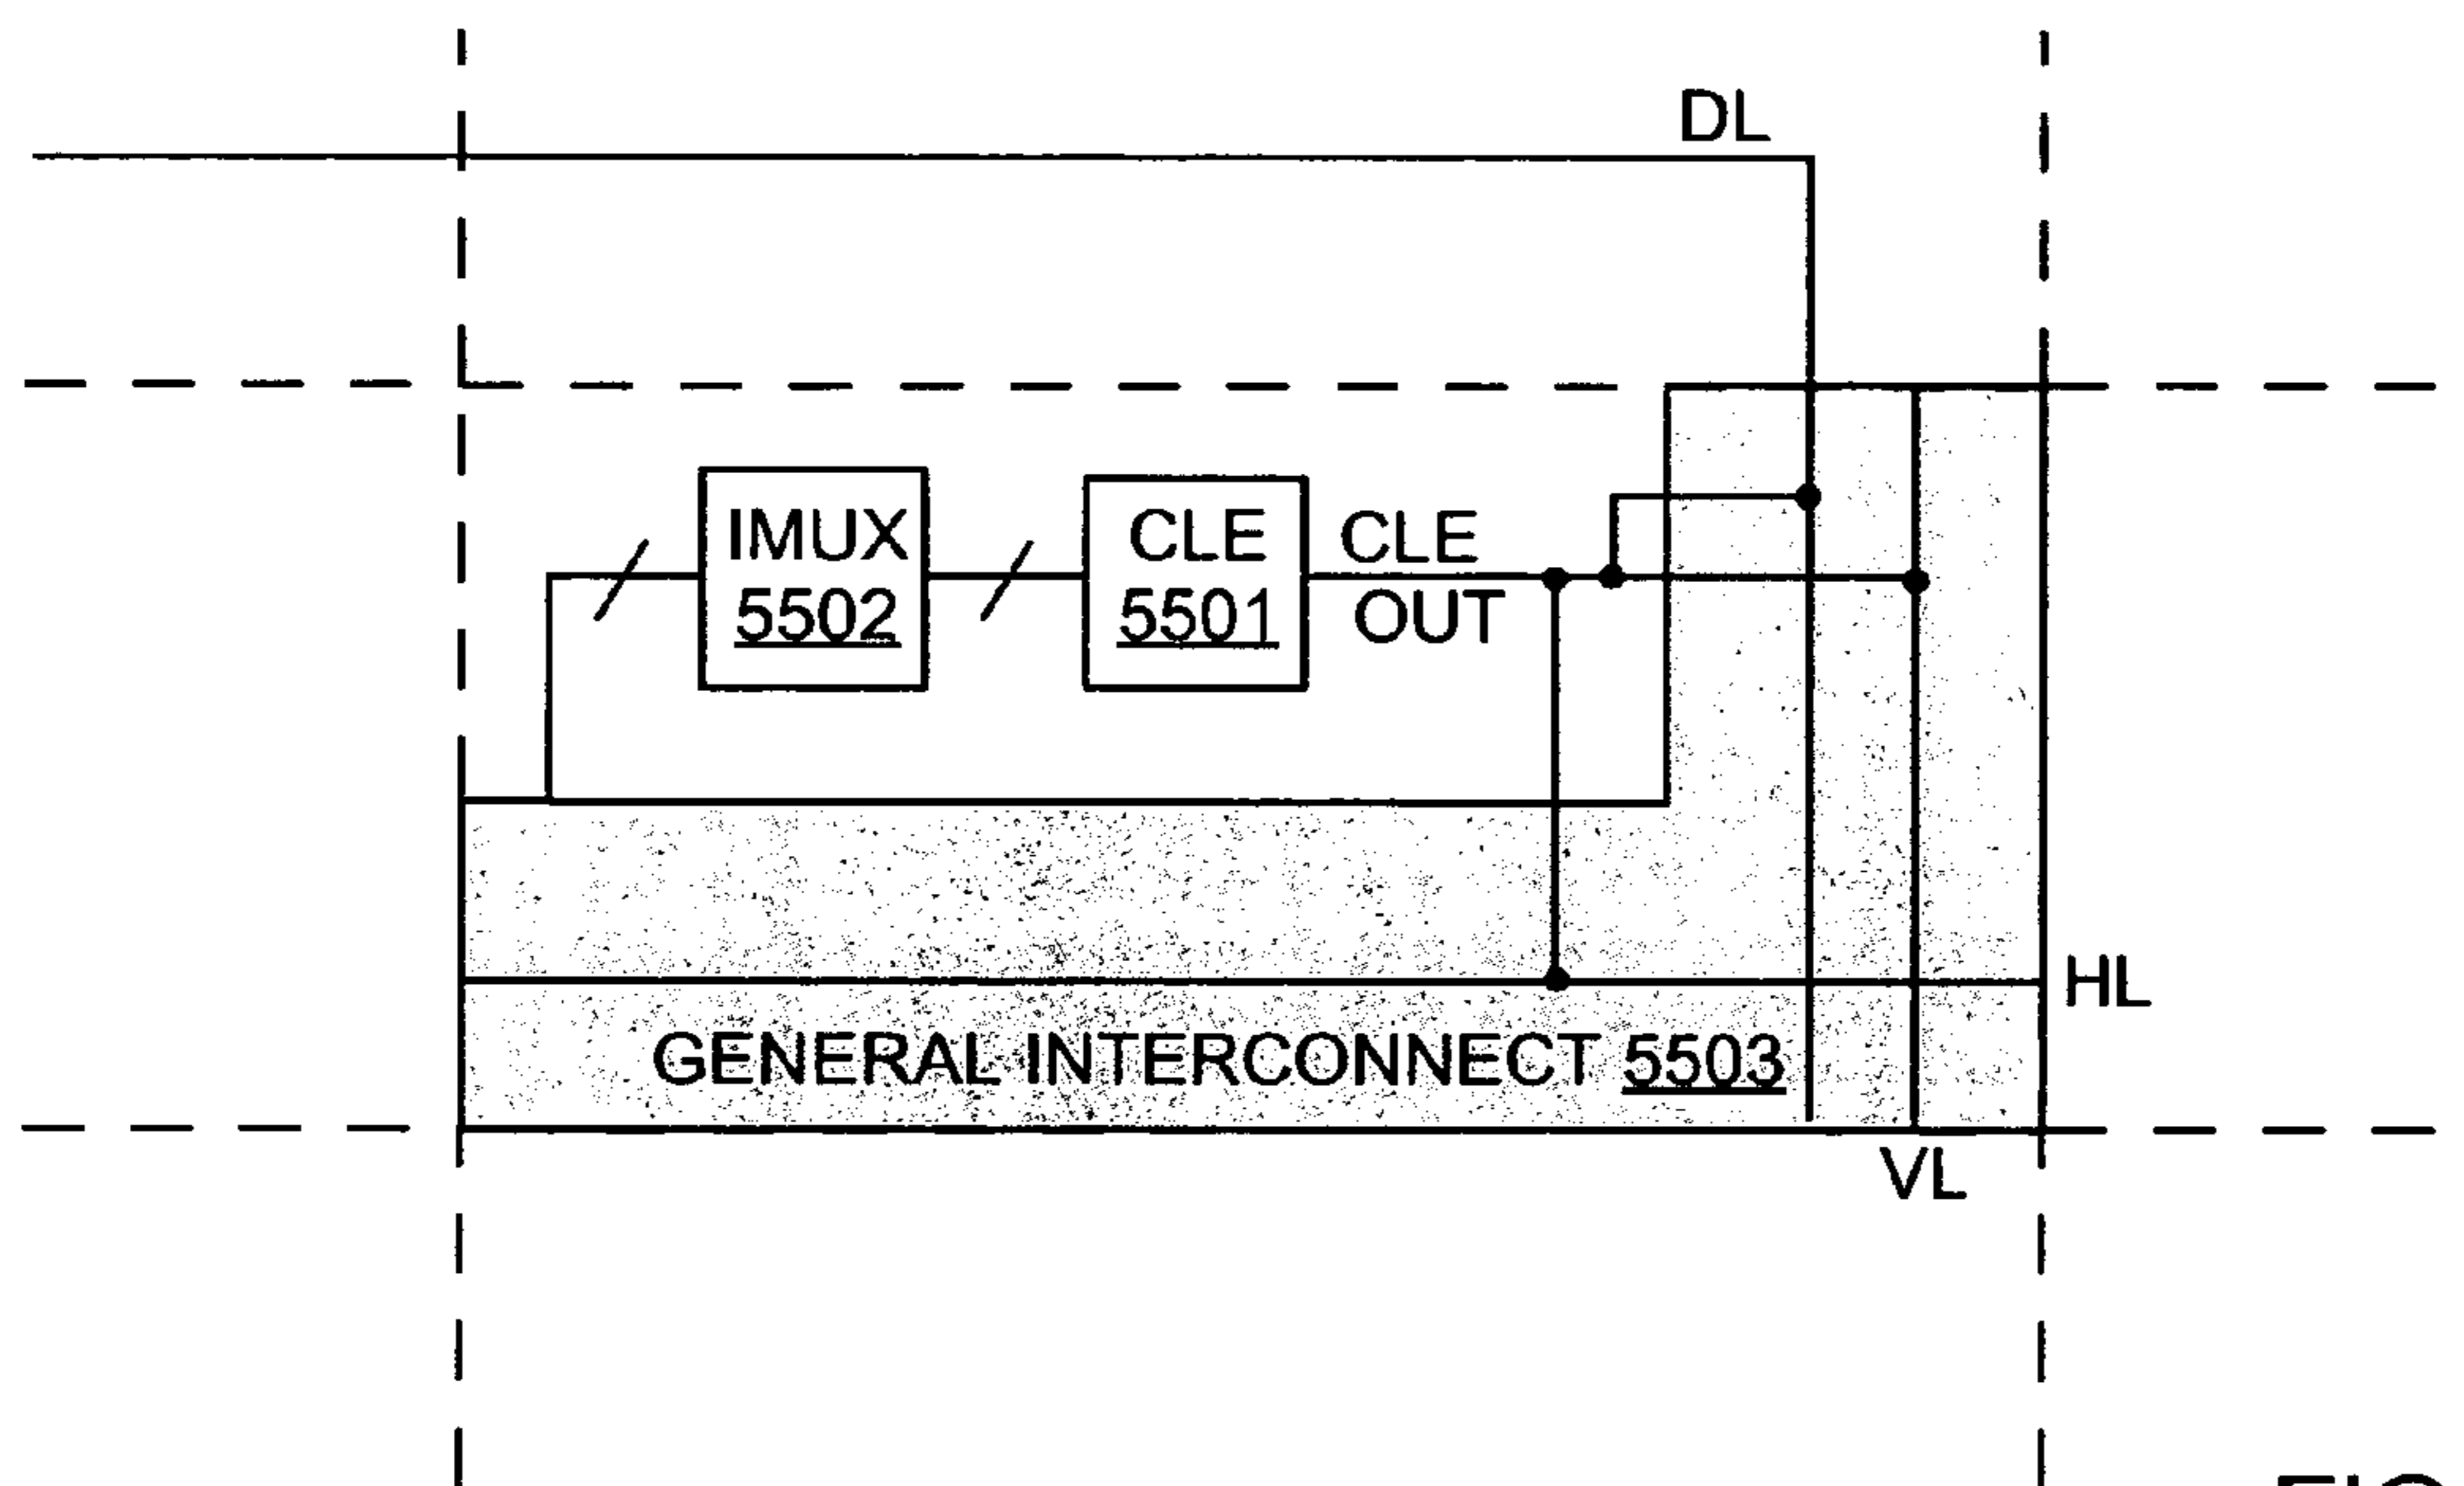 DL
IMUX
5502
CLE
5501
CLE
OUT
HL
GENERAL INTERCONNECT 5503
VL